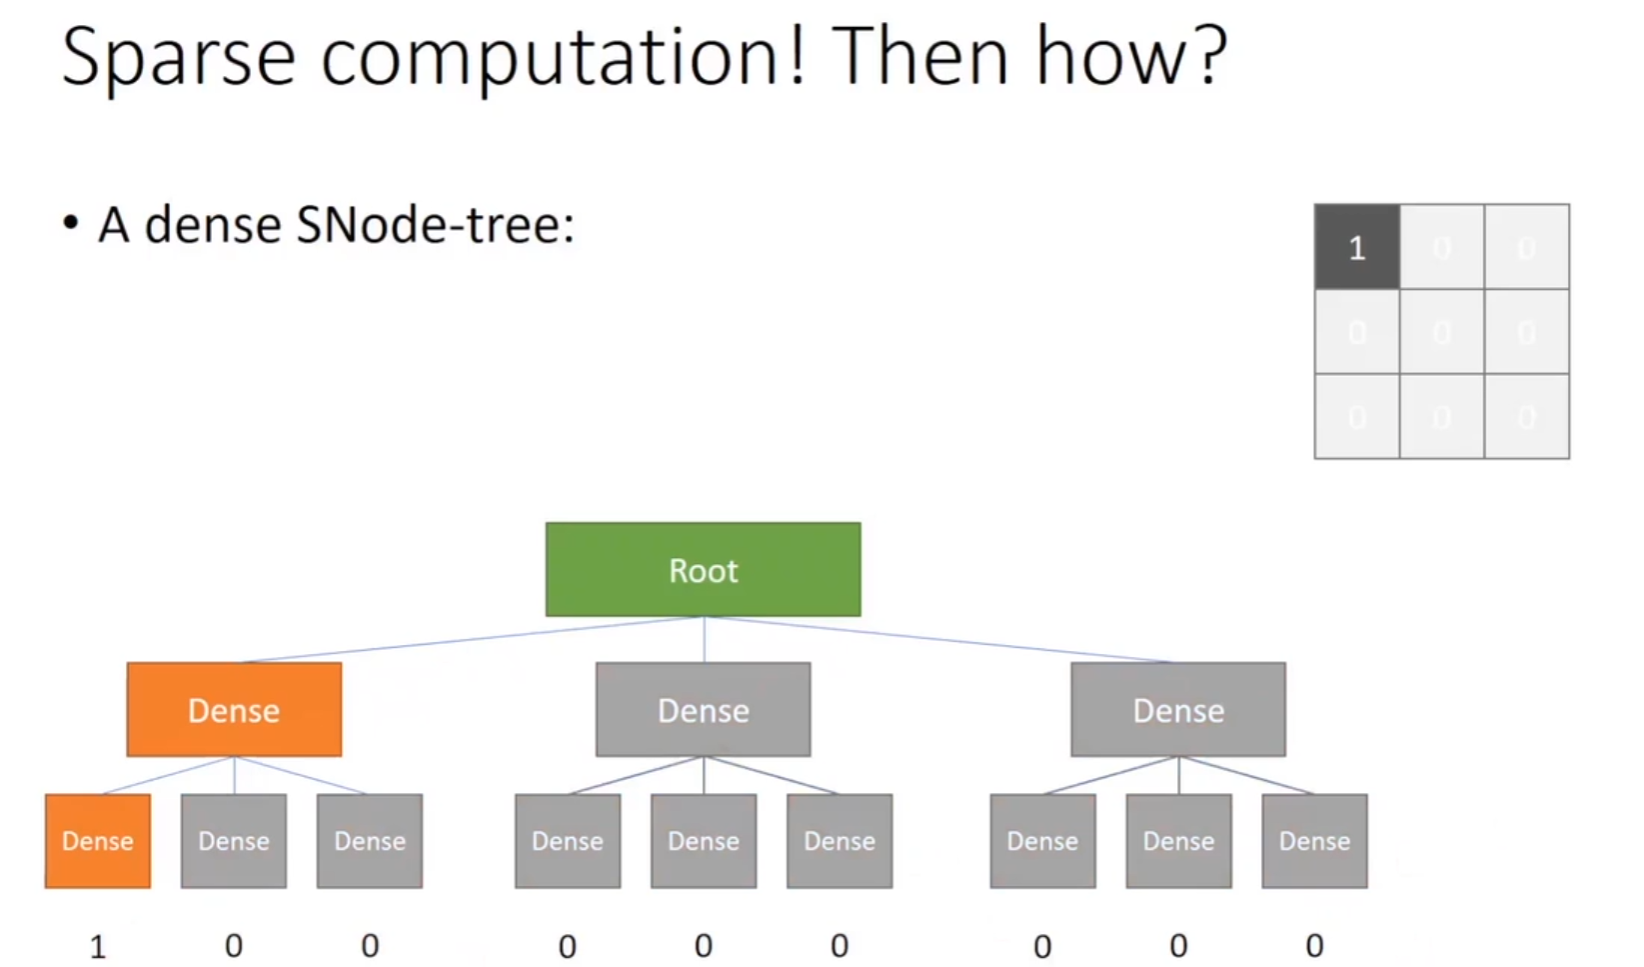 Sparse computation! Then how?
• A dense SNode-tree:
1 0 0
0 0 0
0 0 0
Root
Dense Dense Dense
Dense Dense Dense Dense Dense Dense Dense Dense Dense
1 0 0 0 0 0 0 0 0